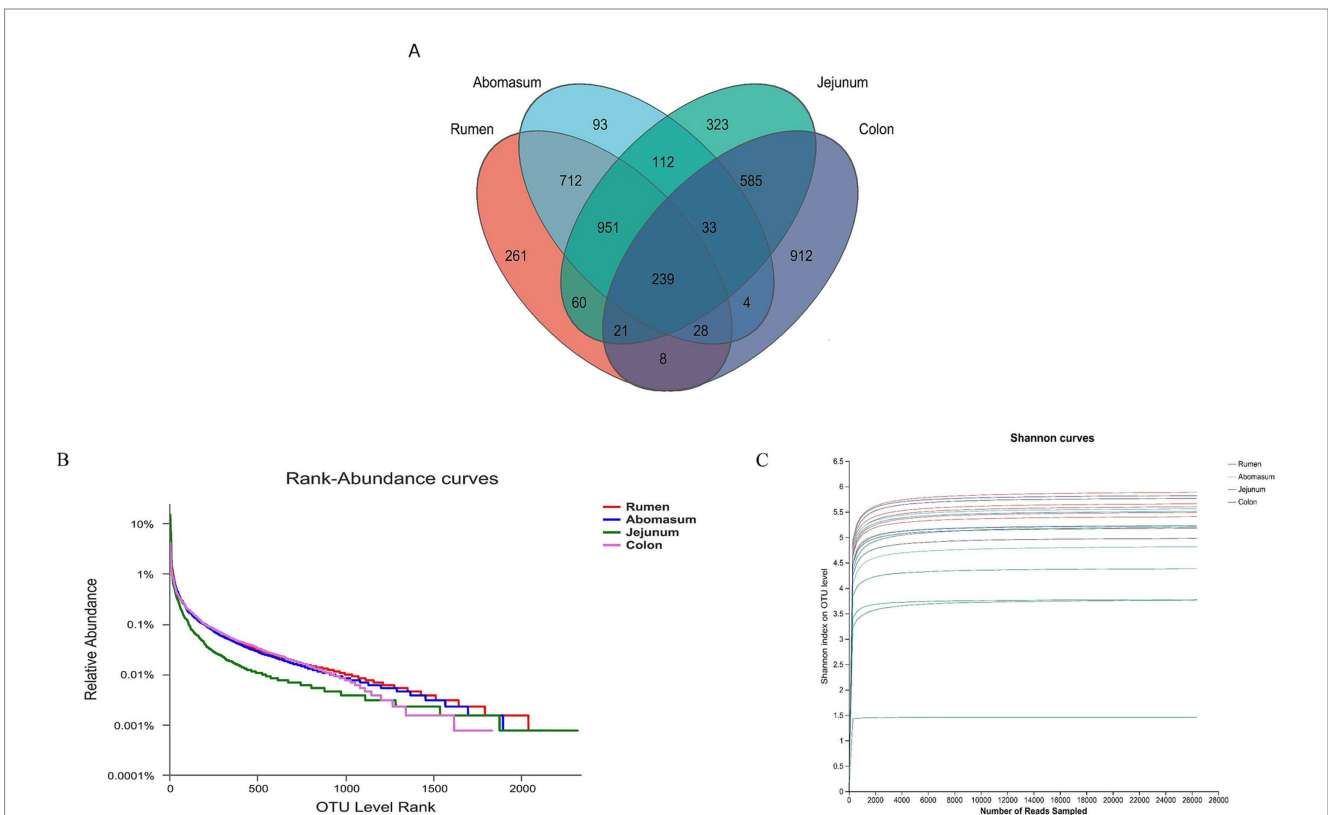 A
Abomasum
Jejunum
Rumen
Colon
93
323
112
712
585
951
33
261
912
239
60
4
21
28
8
B
Rank-Abundance curves
Rumen
Abomasum
Jejunum
Colon
Relative Abundance
10%
1%
0.1%
0.01%
0.001%
0.0001%
0
500
1000
1500
2000
OTU Level Rank
C
Shannon curves
Rumen
Abomasum
Jejunum
Colon
Shannon index on OTU level
6.5
6
5.5
5
4.5
4
3.5
3
2.5
2
1.5
1
0.5
0
0 2000 4000 6000 8000 10000 12000 14000 16000 18000 20000 22000 24000 26000 28000
Number of Reads Sampled